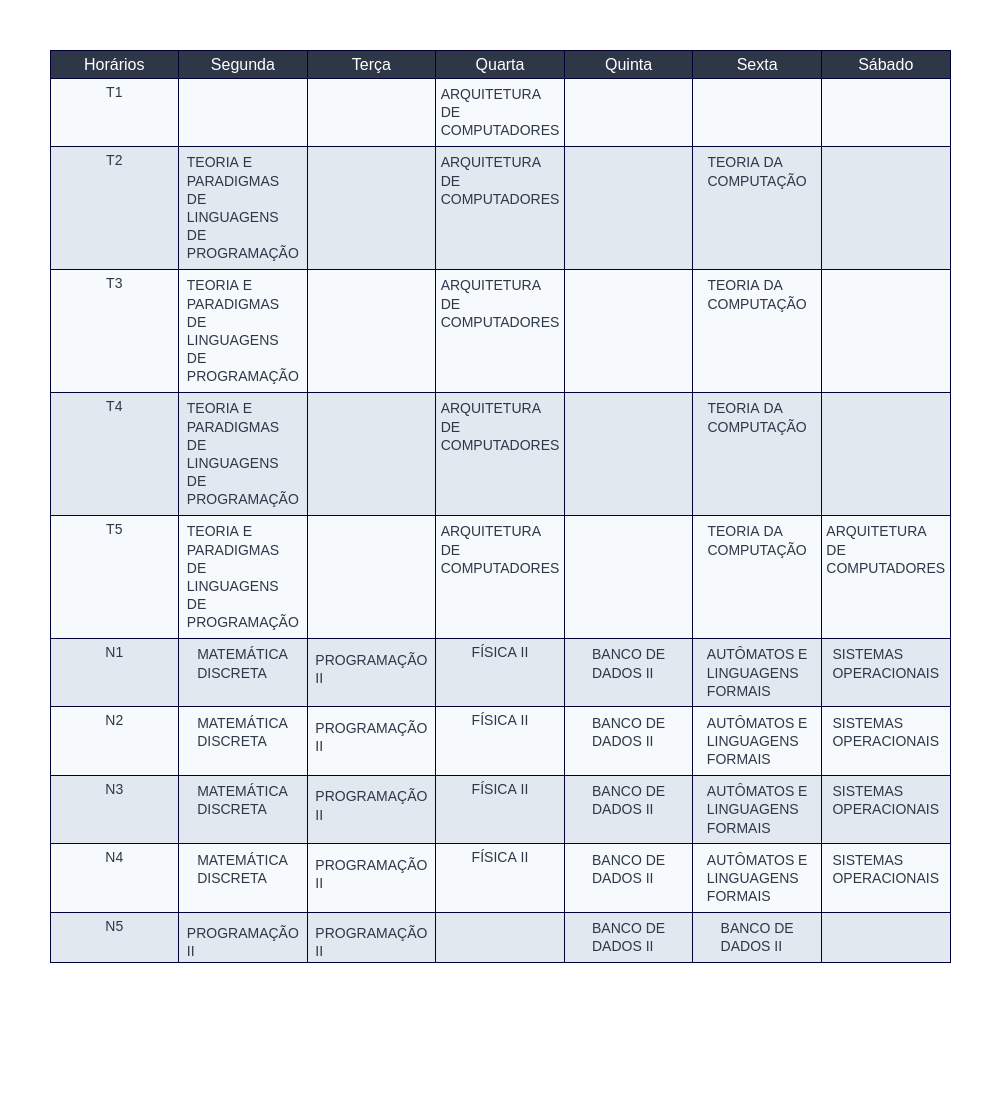 Horários Segunda Terça Quarta Quinta Sexta Sábado
T1
ARQUITETURA
DE
COMPUTADORES
T2
TEORIA E
PARADIGMAS
DE
LINGUAGENS
DE
PROGRAMAÇÃO
ARQUITETURA
DE
COMPUTADORES
TEORIA DA
COMPUTAÇÃO
T3
TEORIA E
PARADIGMAS
DE
LINGUAGENS
DE
PROGRAMAÇÃO
ARQUITETURA
DE
COMPUTADORES
TEORIA DA
COMPUTAÇÃO
T4
TEORIA E
PARADIGMAS
DE
LINGUAGENS
DE
PROGRAMAÇÃO
ARQUITETURA
DE
COMPUTADORES
TEORIA DA
COMPUTAÇÃO
T5
TEORIA E
PARADIGMAS
DE
LINGUAGENS
DE
PROGRAMAÇÃO
ARQUITETURA
DE
COMPUTADORES
TEORIA DA
COMPUTAÇÃO
ARQUITETURA
DE
COMPUTADORES
N1
MATEMÁTICA
DISCRETA
PROGRAMAÇÃO
II
FÍSICA II
BANCO DE
DADOS II
AUTÔMATOS E
LINGUAGENS
FORMAIS
SISTEMAS
OPERACIONAIS
N2
MATEMÁTICA
DISCRETA
PROGRAMAÇÃO
II
FÍSICA II
BANCO DE
DADOS II
AUTÔMATOS E
LINGUAGENS
FORMAIS
SISTEMAS
OPERACIONAIS
N3
MATEMÁTICA
DISCRETA
PROGRAMAÇÃO
II
FÍSICA II
BANCO DE
DADOS II
AUTÔMATOS E
LINGUAGENS
FORMAIS
SISTEMAS
OPERACIONAIS
N4
MATEMÁTICA
DISCRETA
PROGRAMAÇÃO
II
FÍSICA II
BANCO DE
DADOS II
AUTÔMATOS E
LINGUAGENS
FORMAIS
SISTEMAS
OPERACIONAIS
N5
PROGRAMAÇÃO
II
PROGRAMAÇÃO
II
BANCO DE
DADOS II
BANCO DE
DADOS II